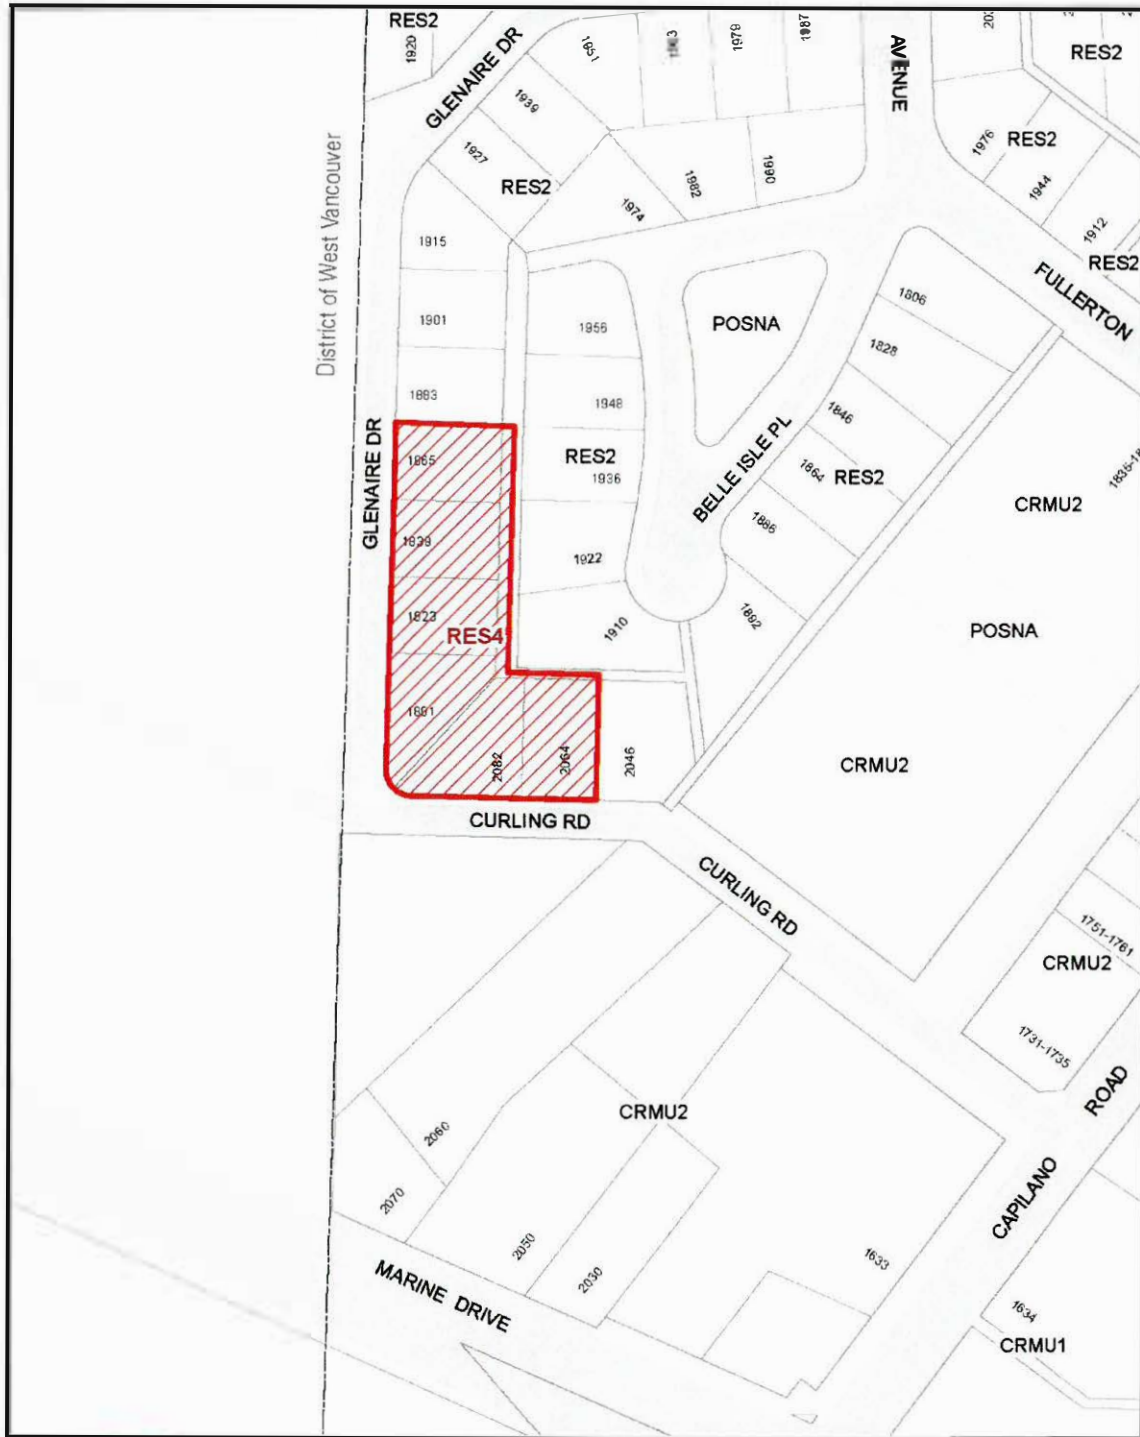 RES2
1920
GLENAIRE DR
1951
1979
1987
AVENUE
RES2
1939
1927
RES2
1982
1990
1974
1976
RES2
1944
1912
RES2
FULLERTON
District of West Vancouver
1915
1901
1883
1956
1948
RES2
1936
1922
1910
POSNA
BELLE ISLE PL
1806
1828
1846
1864
RES2
1886
1892
GLENAIRE DR
1865
1839
1823
RES4
1881
2082
2064
2046
CURLING RD
CURLING RD
CRMU2
POSNA
CRMU2
1751-1761
CRMU2
1731-1735
CRMU2
2060
2070
2050
2030
1633
MARINE DRIVE
CAPILANO ROAD
1634
CRMU1